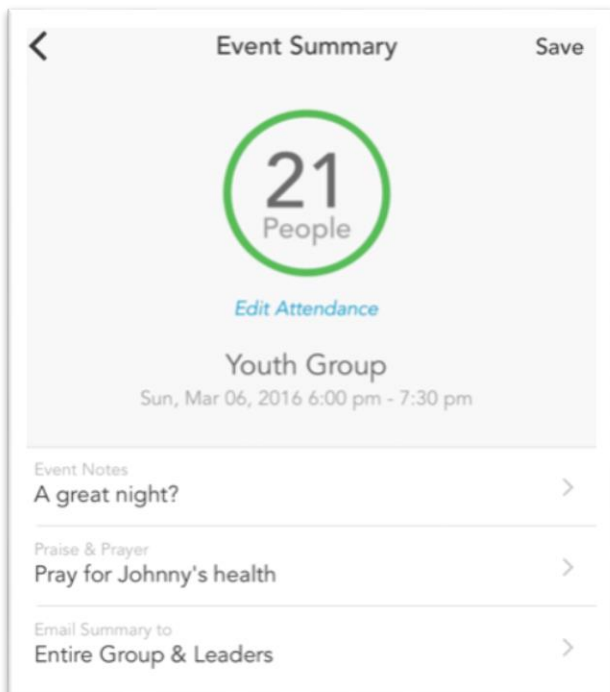 Event Summary Save
21
People
Edit Attendance
Youth Group
Sun, Mar 06, 2016 6:00 pm - 7:30 pm
Event Notes
A great night?
Praise & Prayer
Pray for Johnny's health
Email Summary to
Entire Group & Leaders